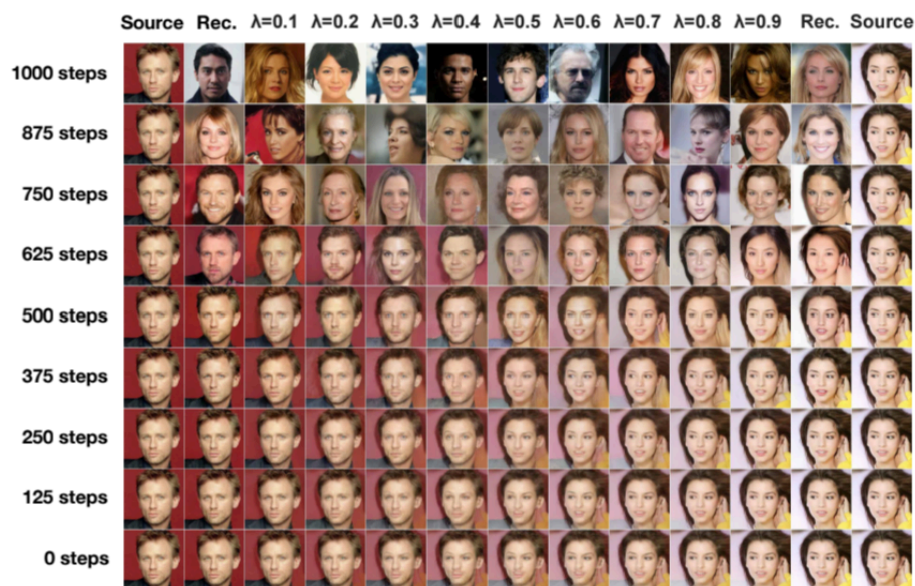 Source Rec. λ=0.1 λ=0.2 λ=0.3 λ=0.4 λ=0.5 λ=0.6 λ=0.7 λ=0.8 λ=0.9 Rec. Source
1000 steps
875 steps
750 steps
625 steps
500 steps
375 steps
250 steps
125 steps
0 steps